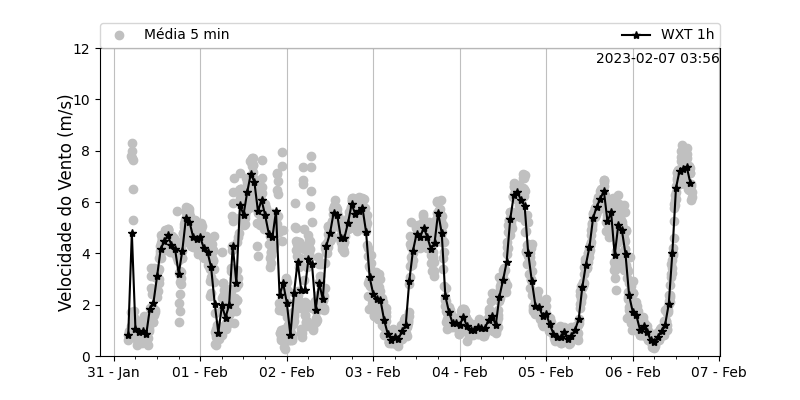 Média 5 min
WXT 1h
2023-02-07 03:56
Velocidade do Vento (m/s)
12
10
8
6
4
2
0
31 - Jan
01 - Feb
02 - Feb
03 - Feb
04 - Feb
05 - Feb
06 - Feb
07 - Feb